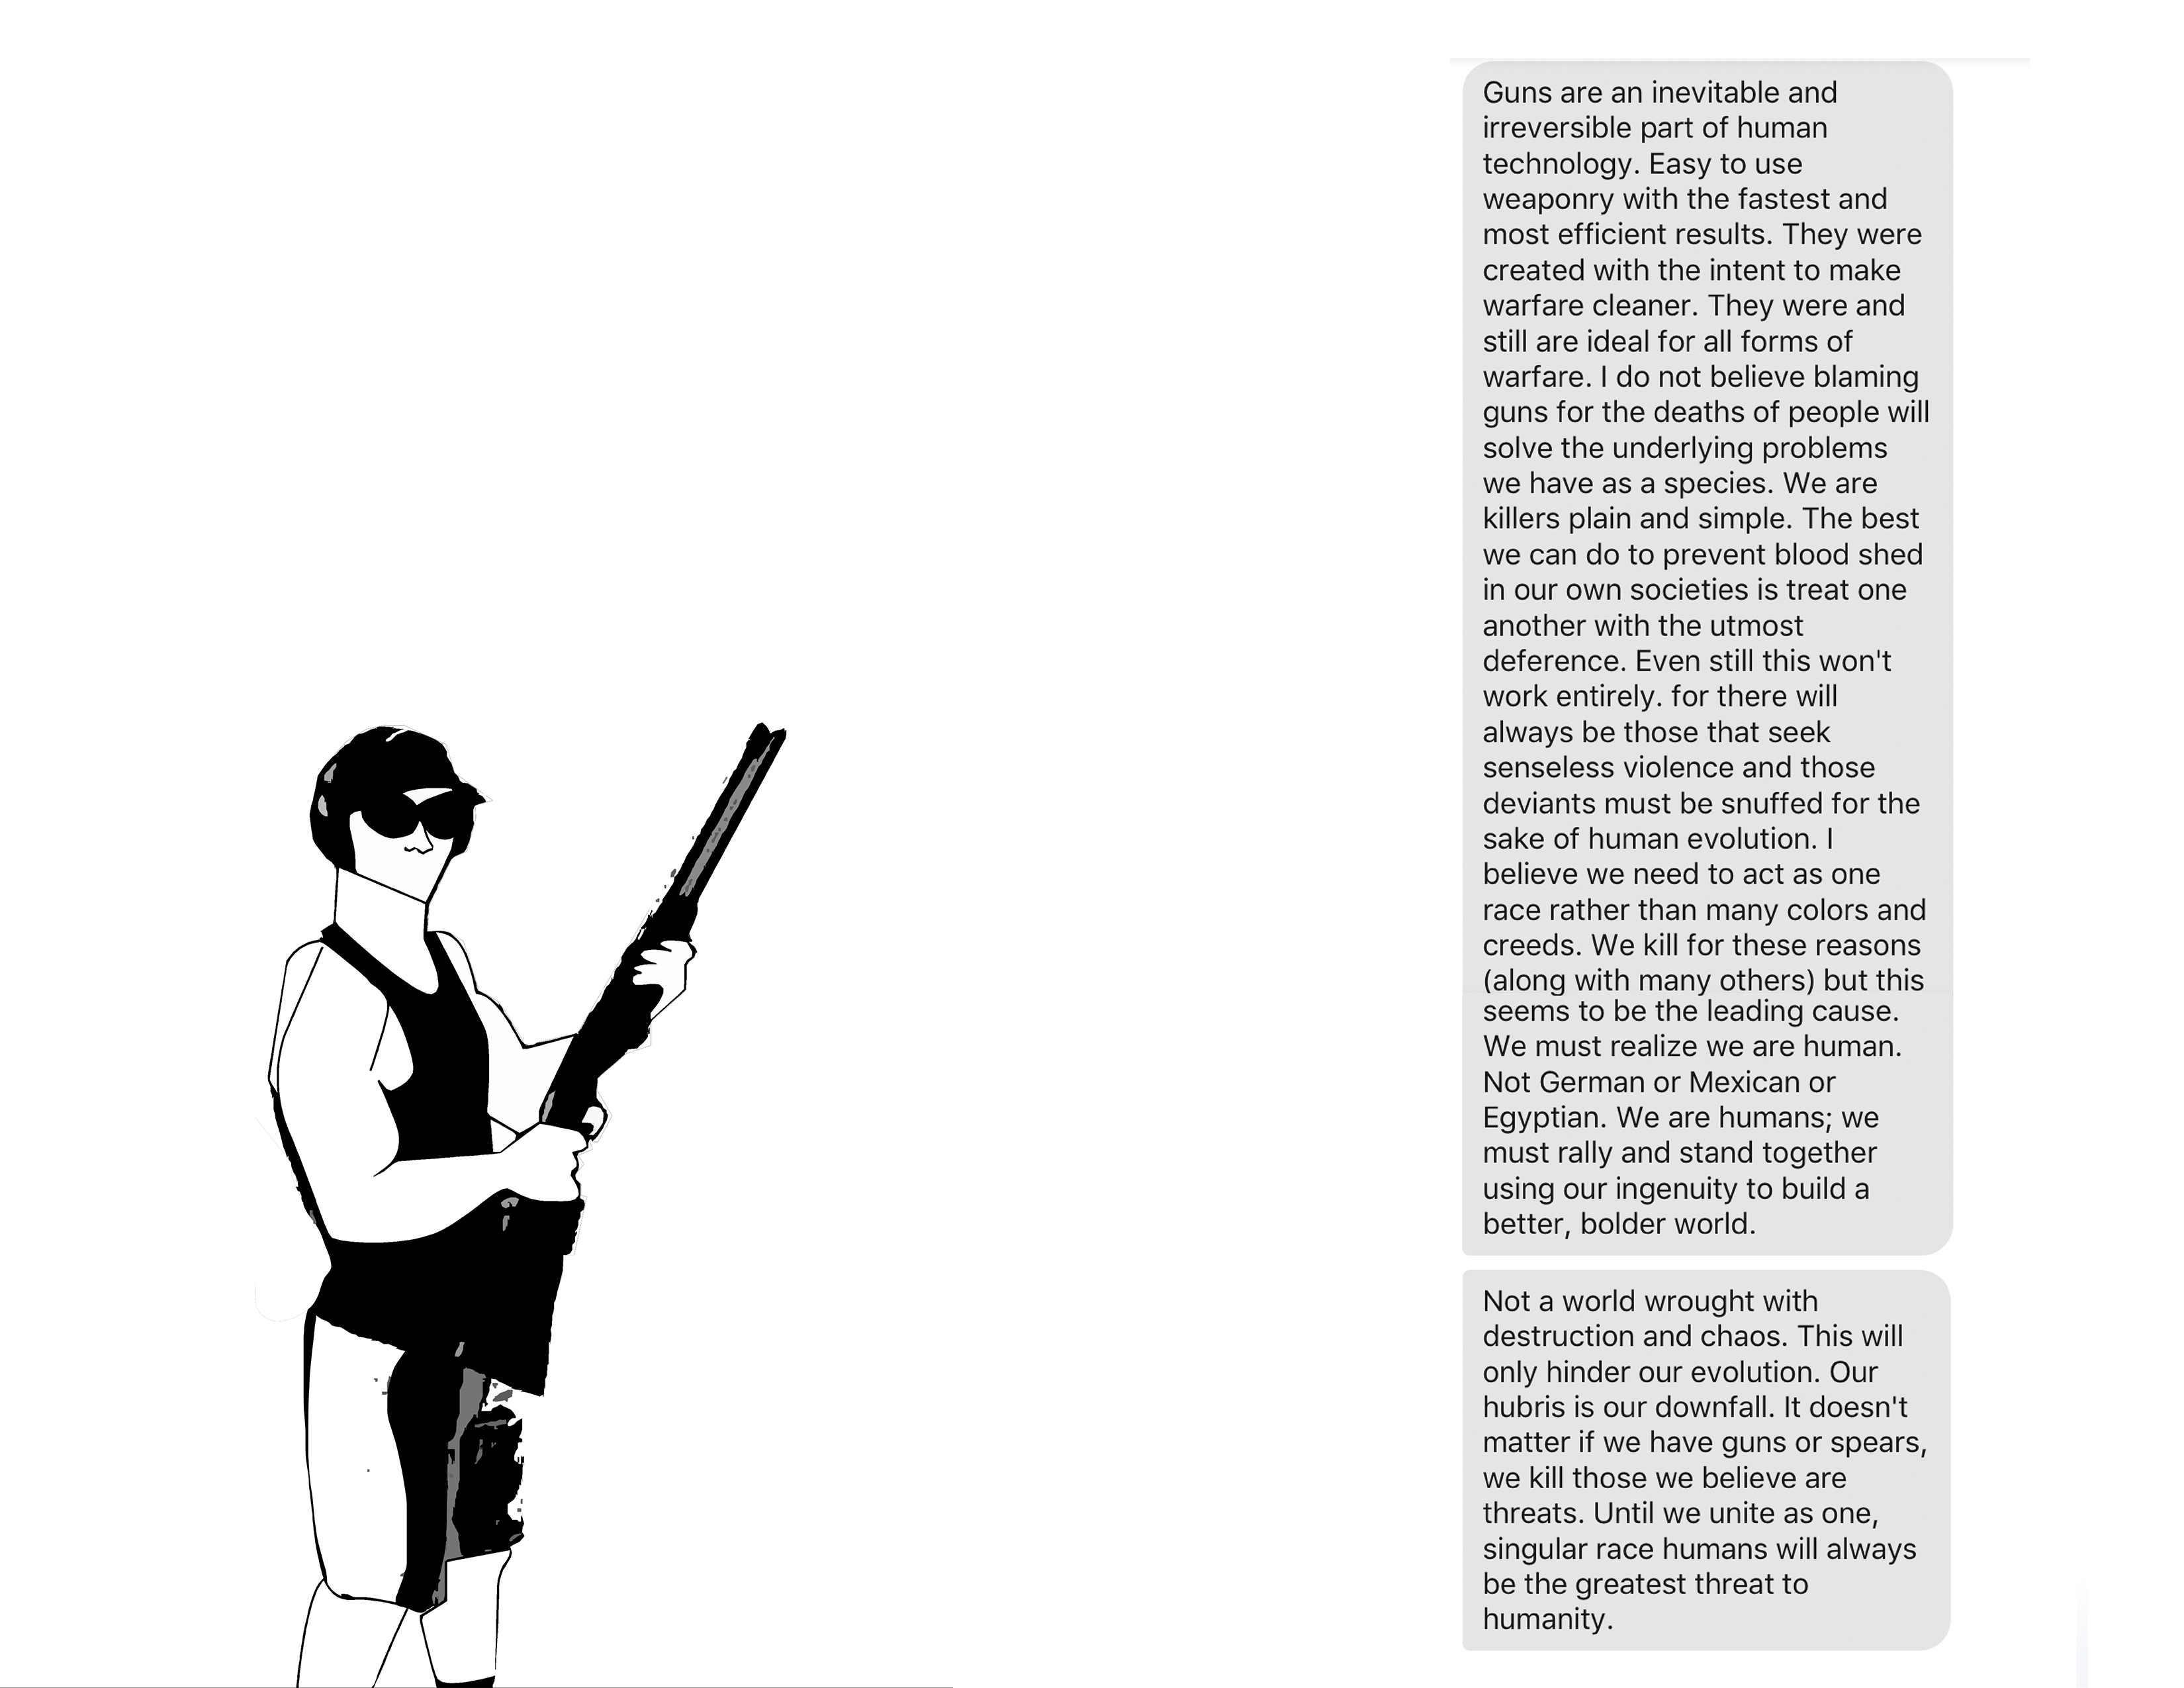 Guns are an inevitable and
irreversible part of human
technology. Easy to use
weaponry with the fastest and
most efficient results. They were
created with the intent to make
warfare cleaner. They were and
still are ideal for all forms of
warfare. I do not believe blaming
guns for the deaths of people will
solve the underlying problems
we have as a species. We are
killers plain and simple. The best
we can do to prevent blood shed
in our own societies is treat one
another with the utmost
deference. Even still this won't
work entirely. for there will
always be those that seek
senseless violence and those
deviants must be snuffed for the
sake of human evolution. I
believe we need to act as one
race rather than many colors and
creeds. We kill for these reasons
(along with many others) but this
seems to be the leading cause.
We must realize we are human.
Not German or Mexican or
Egyptian. We are humans; we
must rally and stand together
using our ingenuity to build a
better, bolder world.
Not a world wrought with
destruction and chaos. This will
only hinder our evolution. Our
hubris is our downfall. It doesn't
matter if we have guns or spears,
we kill those we believe are
threats. Until we unite as one,
singular race humans will always
be the greatest threat to
humanity.